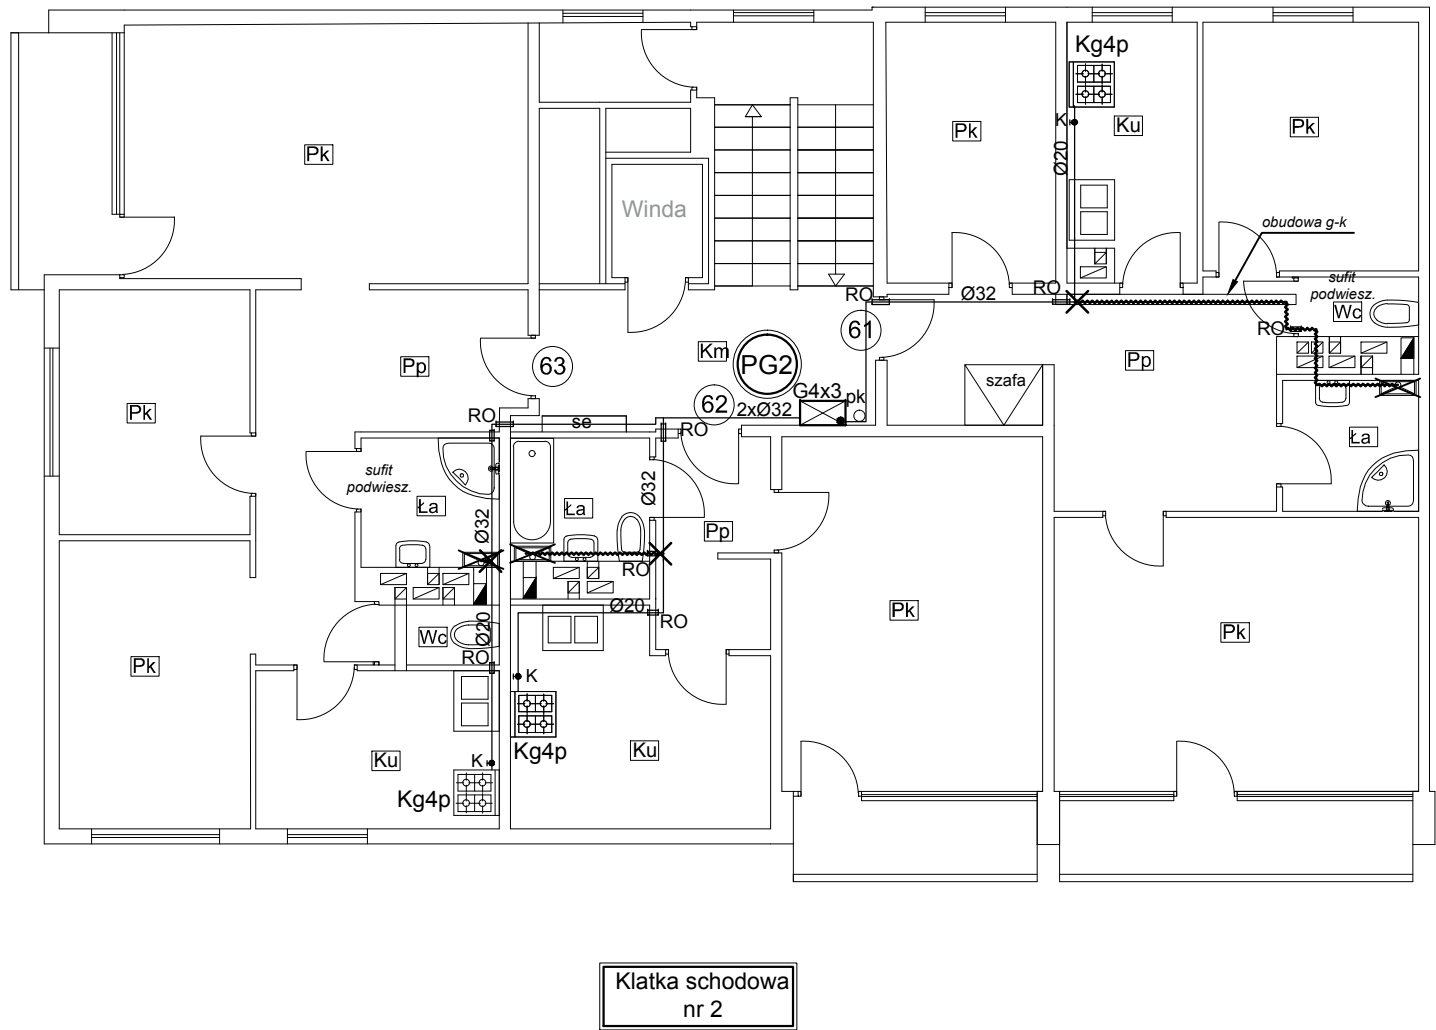 Kg4p
Pk
Pk
Ku
Pk
K
Ø20
Winda
obudowa g-k
sufit
podwiesz.
Wc
RO
Ø32
RO
RO
61
Km
PG2
63
Pp
Pp
szafa
G4x3
pk
62
2xØ32
Pk
RO
se
RO
Ła
sufit
podwiesz.
Ła
Ø32
Ła
Ø32
Pp
RO
Ø20
RO
Pk
Pk
Wc
Ø20
RO
Pk
K
Ku
K
Kg4p
Ku
Kg4p
Klatka schodowa
nr 2